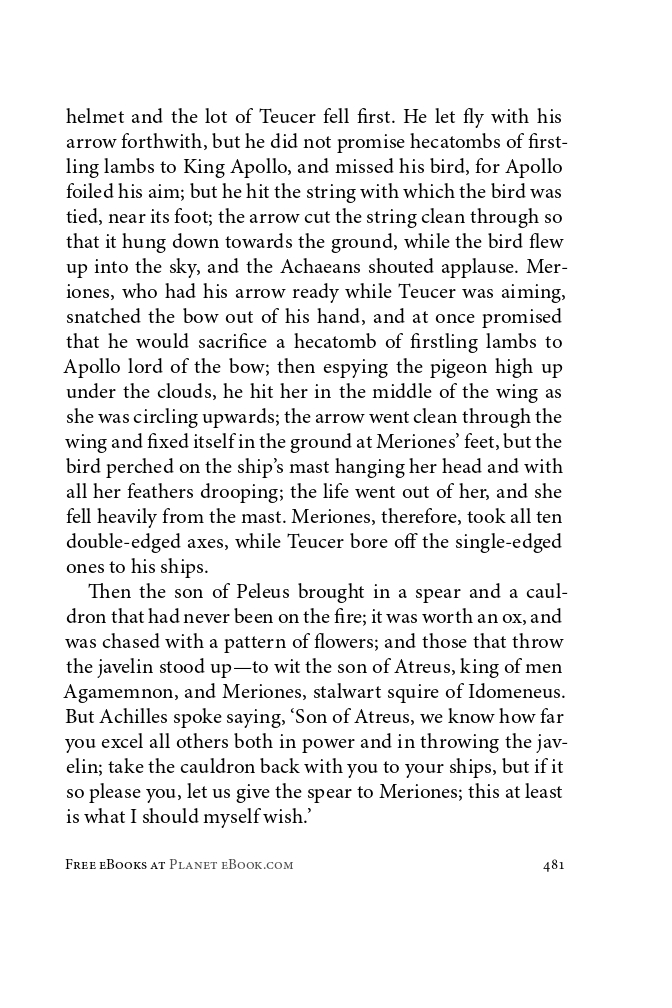 helmet and the lot of Teucer fell first. He let fly with his
arrow forthwith, but he did not promise hecatombs of first-
ling lambs to King Apollo, and missed his bird, for Apollo
foiled his aim; but he hit the string with which the bird was
tied, near its foot; the arrow cut the string clean through so
that it hung down towards the ground, while the bird flew
up into the sky, and the Achaeans shouted applause. Mer-
iones, who had his arrow ready while Teucer was aiming,
snatched the bow out of his hand, and at once promised
that he would sacrifice a hecatomb of firstling lambs to
Apollo lord of the bow; then espying the pigeon high up
under the clouds, he hit her in the middle of the wing as
she was circling upwards; the arrow went clean through the
wing and fixed itself in the ground at Meriones’ feet, but the
bird perched on the ship’s mast hanging her head and with
all her feathers drooping; the life went out of her, and she
fell heavily from the mast. Meriones, therefore, took all ten
double-edged axes, while Teucer bore off the single-edged
ones to his ships.
Then the son of Peleus brought in a spear and a caul-
dron that had never been on the fire; it was worth an ox, and
was chased with a pattern of flowers; and those that throw
the javelin stood up—to wit the son of Atreus, king of men
Agamemnon, and Meriones, stalwart squire of Idomeneus.
But Achilles spoke saying, ‘Son of Atreus, we know how far
you excel all others both in power and in throwing the jav-
elin; take the cauldron back with you to your ships, but if it
so please you, let us give the spear to Meriones; this at least
is what I should myself wish.’
Free eBooks at Planet eBook.com 481